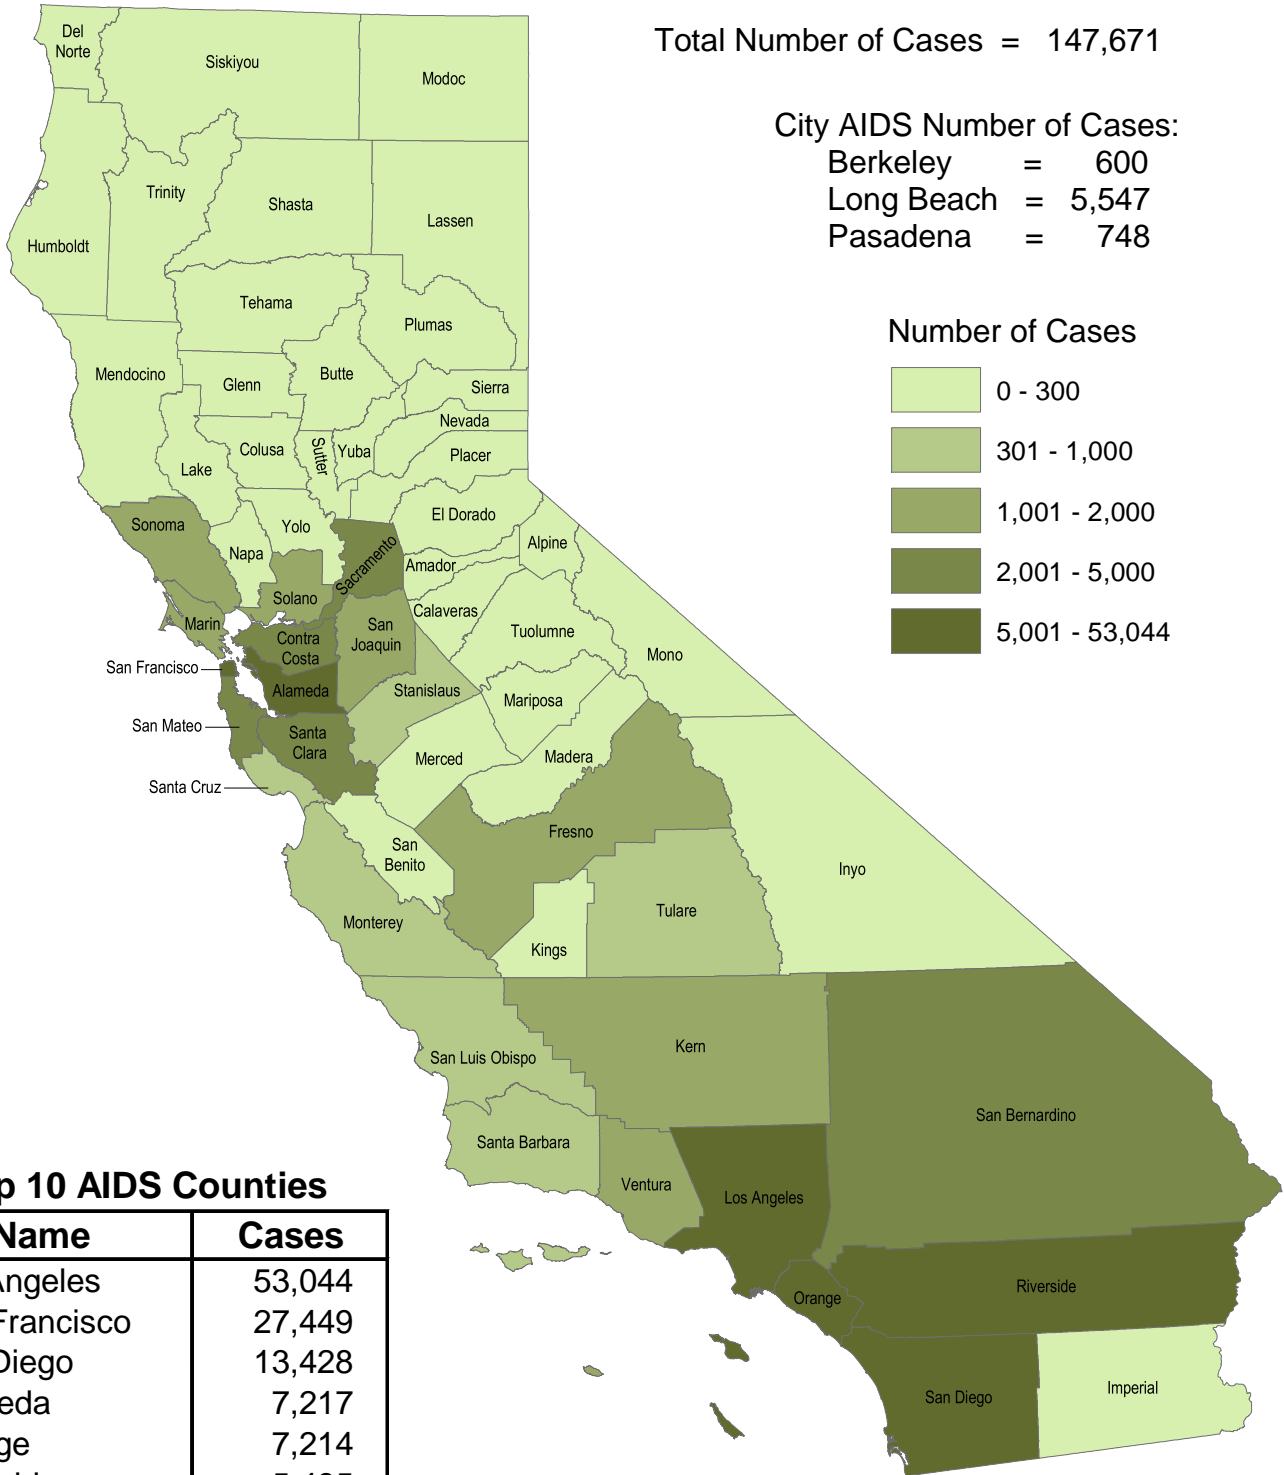 Total Number of Cases = 147,671
City AIDS Number of Cases:
Berkeley = 600
Long Beach = 5,547
Pasadena = 748
Number of Cases
0 - 300
301 - 1,000
1,001 - 2,000
2,001 - 5,000
5,001 - 53,044
Del
Norte
Siskiyou
Modoc
Trinity
Shasta
Lassen
Humboldt
Tehama
Plumas
Mendocino
Glenn
Butte
Sierra
Nevada
Colusa
Sutter
Yuba
Placer
Lake
El Dorado
Sonoma
Yolo
Napa
Sacramento
Alpine
Amador
Solano
Calaveras
Marin
Contra
Costa
San
Joaquin
Tuolumne
Mono
San Francisco
Alameda
Stanislaus
Mariposa
San Mateo
Santa
Clara
Merced
Madera
Santa Cruz
Fresno
San
Benito
Inyo
Monterey
Kings
Tulare
San Luis Obispo
Kern
San Bernardino
Santa Barbara
Ventura
Los Angeles
Orange
Riverside
San Diego
Imperial
10 AIDS Counties
Name Cases
Angeles 53,044
Francisco 27,449
Diego 13,428
eda 7,217
ge 7,214